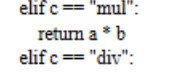 elif c == "mul":
return a * b
elif c == "div":